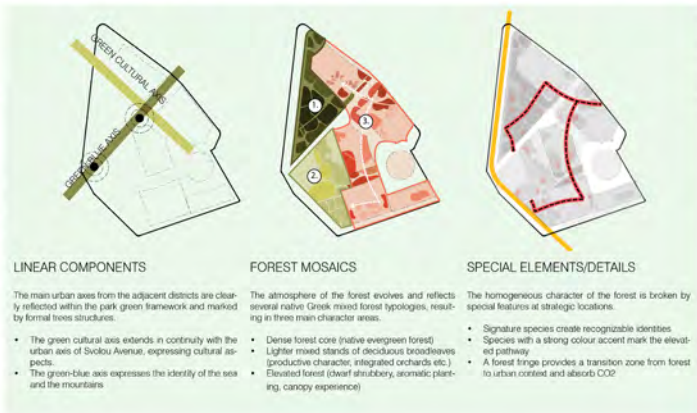 GREEN CULTURAL AXIS
GREEN-BLUE AXIS
1.
2.
3.
LINEAR COMPONENTS
The main urban axes from the adjacent districts are clear-
ly reflected within the park green framework and marked
by formal trees structures.
• The green cultural axis extends in continuity with the
urban axis of Svolou Avenue, expressing cultural as-
pects.
• The green-blue axis expresses the identity of the sea
and the mountains
FOREST MOSAICS
The atmosphere of the forest evolves and reflects
several native Greek mixed forest typologies, result-
ing in three main character areas.
• Dense forest core (native evergreen forest)
• Lighter mixed stands of deciduous broadleaves
(productive character, integrated orchards etc.)
• Elevated forest (dwarf shrubbery, aromatic plant-
ing, canopy experience)
SPECIAL ELEMENTS/DETAILS
The homogeneous character of the forest is broken by
special features at strategic locations.
• Signature species create recognizable identities
• Species with a strong colour accent mark the elevat-
ed pathway
• A forest fringe provides a transition zone from forest
to urban context and absorb CO2